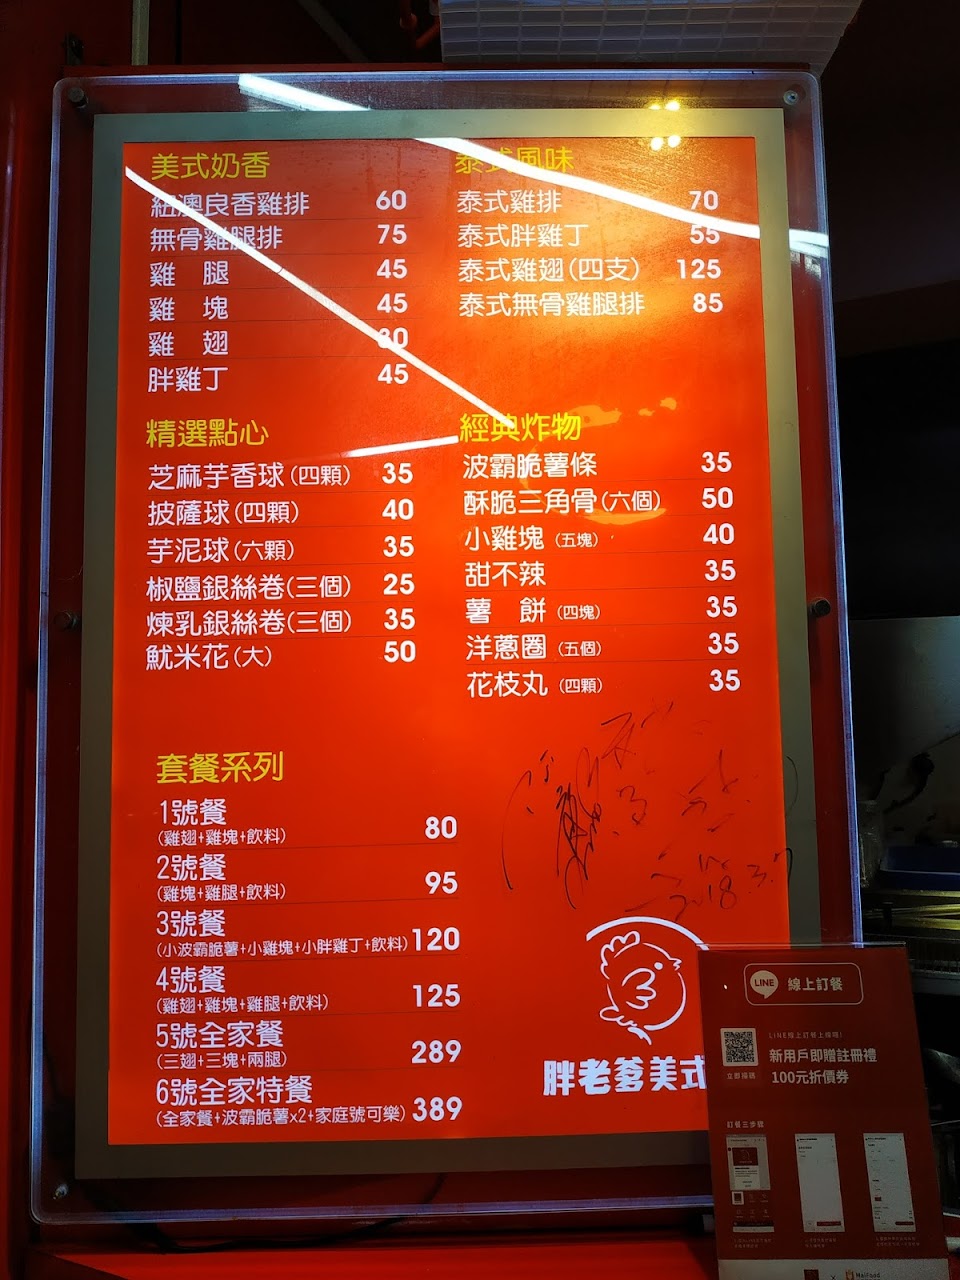 美式奶香
紐澳良香雞排 60
無骨雞腿排 75
雞 腿 45
雞 塊 45
雞 翅 30
胖雞丁 45
泰式風味
泰式雞排 70
泰式胖雞丁 55
泰式雞翅(四支) 125
泰式無骨雞腿排 85
精選點心
芝麻芋香球(四顆) 35
披薩球(四顆) 40
芋泥球(六顆) 35
椒鹽銀絲卷(三個) 25
煉乳銀絲卷(三個) 35
魷米花(大) 50
經典炸物
波霸脆薯條 35
酥脆三角骨(六個) 50
小雞塊(五塊) 40
甜不辣 35
薯 餅(四塊) 35
洋蔥圈(五個) 35
花枝丸(四顆) 35
套餐系列
1號餐
(雞翅+雞塊+飲料) 80
2號餐
(雞塊+雞腿+飲料) 95
3號餐
(小波霸脆薯+小雞塊+小胖雞丁+飲料) 120
4號餐
(雞翅+雞塊+雞腿+飲料) 125
5號全家餐
(三翅+三塊+兩腿) 289
6號全家特餐
(全家餐+波霸脆薯x2+家庭號可樂) 389
2018.3.7
胖老爹美式
LINE 線上訂餐
新用戶即贈註冊禮
100元折價券
立即掃碼
訂餐三步驟